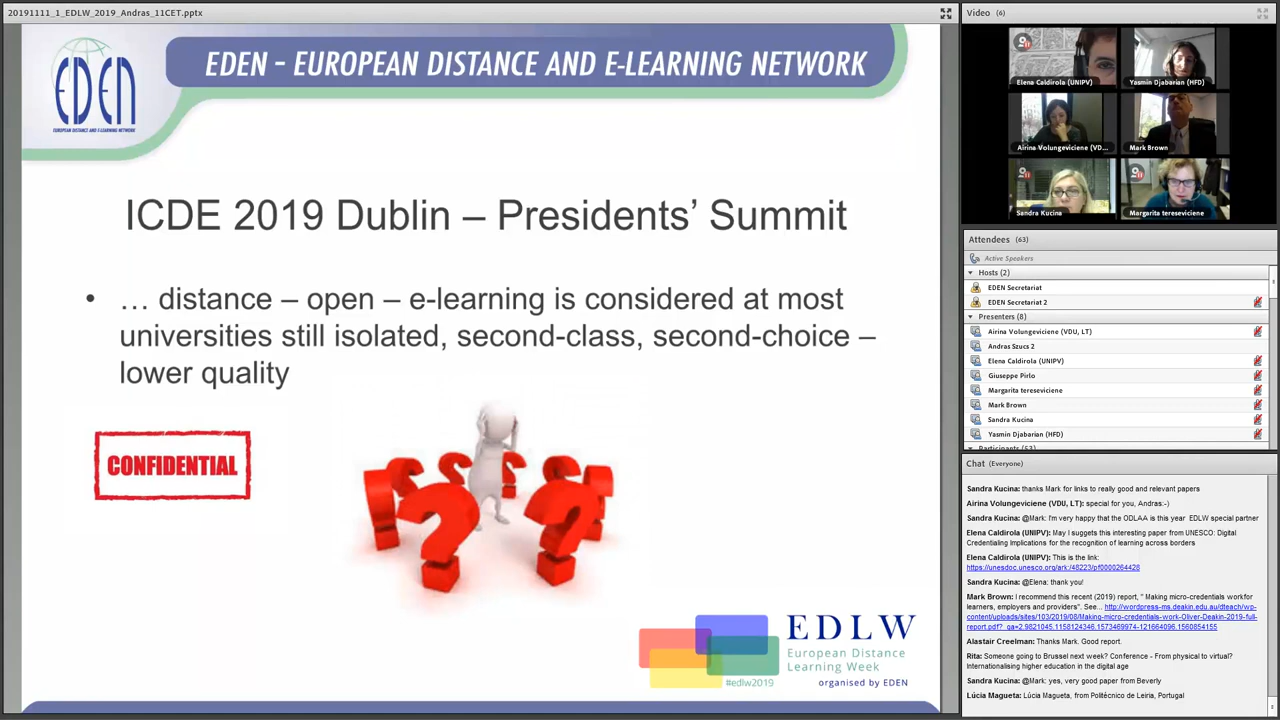 20191111_1_EDLW_2019_Andras_11CET.pptx
EDEN
EUROPEAN DISTANCE AND E-LEARNING NETWORK
EDEN – EUROPEAN DISTANCE AND E-LEARNING NETWORK
ICDE 2019 Dublin – Presidents' Summit
• … distance – open – e-learning is considered at most
universities still isolated, second-class, second-choice –
lower quality
CONFIDENTIAL
EDLW
European Distance
Learning Week
#edlw2019
organised by EDEN
Video (6)
Elena Caldirola (UNIPV)
Yasmin Djabarian (HFD)
Airina Volungeviciene (VD...
Mark Brown
Sandra Kucina
Margarita tereseviciene
Attendees (63)
Active Speakers
Hosts (2)
EDEN Secretariat
EDEN Secretariat 2
Presenters (8)
Airina Volungeviciene (VDU, LT)
Andras Szucs 2
Elena Caldirola (UNIPV)
Giuseppe Pirlo
Margarita tereseviciene
Mark Brown
Sandra Kucina
Yasmin Djabarian (HFD)
Participants (53)
Chat (Everyone)
Sandra Kucina: thanks Mark for links to really good and relevant papers
Airina Volungeviciene (VDU, LT): special for you, Andras:-)
Sandra Kucina: @Mark: I'm very happy that the ODLAA is this year EDLW special partner
Elena Caldirola (UNIPV): May I suggests this interesting paper from UNESCO: Digital
Credentialing Implications for the recognition of learning across borders
Elena Caldirola (UNIPV): This is the link:
https://unesdoc.unesco.org/ark:/48223/pf0000264428
Sandra Kucina: @Elena: thank you!
Mark Brown: I recommend this recent (2019) report, " Making micro-credentials workfor
learners, employers and providers". See... http://wordpress-ms.deakin.edu.au/dteach/wp-
content/uploads/sites/103/2019/08/Making-micro-credentials-work-Oliver-Deakin-2019-full-
report.pdf?_ga=2.9821045.1158124346.1573469974-121664096.1560854155
Alastair Creelman: Thanks Mark, Good report.
Rita: Someone going to Brussel next week? Conference - From physical to virtual?
Internationalising higher education in the digital age
Sandra Kucina: @Mark: yes, very good paper from Beverly
Lúcia Magueta: Lúcia Magueta, from Politécnico de Leiria, Portugal